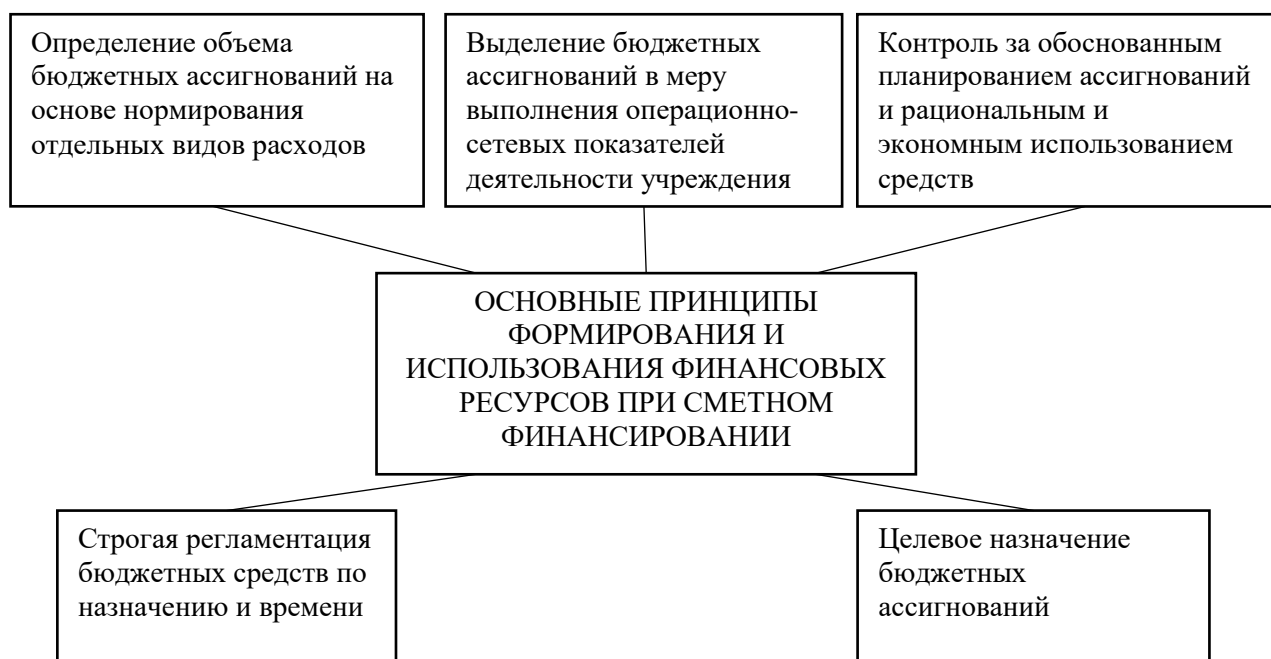 Определение объема
бюджетных ассигнований на
основе нормирования
отдельных видов расходов
Выделение бюджетных
ассигнований в меру
выполнения операционно-
сетевых показателей
деятельности учреждения
Контроль за обоснованным
планированием ассигнований
и рациональным и
экономным использованием
средств
ОСНОВНЫЕ ПРИНЦИПЫ
ФОРМИРОВАНИЯ И
ИСПОЛЬЗОВАНИЯ ФИНАНСОВЫХ
РЕСУРСОВ ПРИ СМЕТНОМ
ФИНАНСИРОВАНИИ
Строгая регламентация
бюджетных средств по
назначению и времени
Целевое назначение
бюджетных
ассигнований